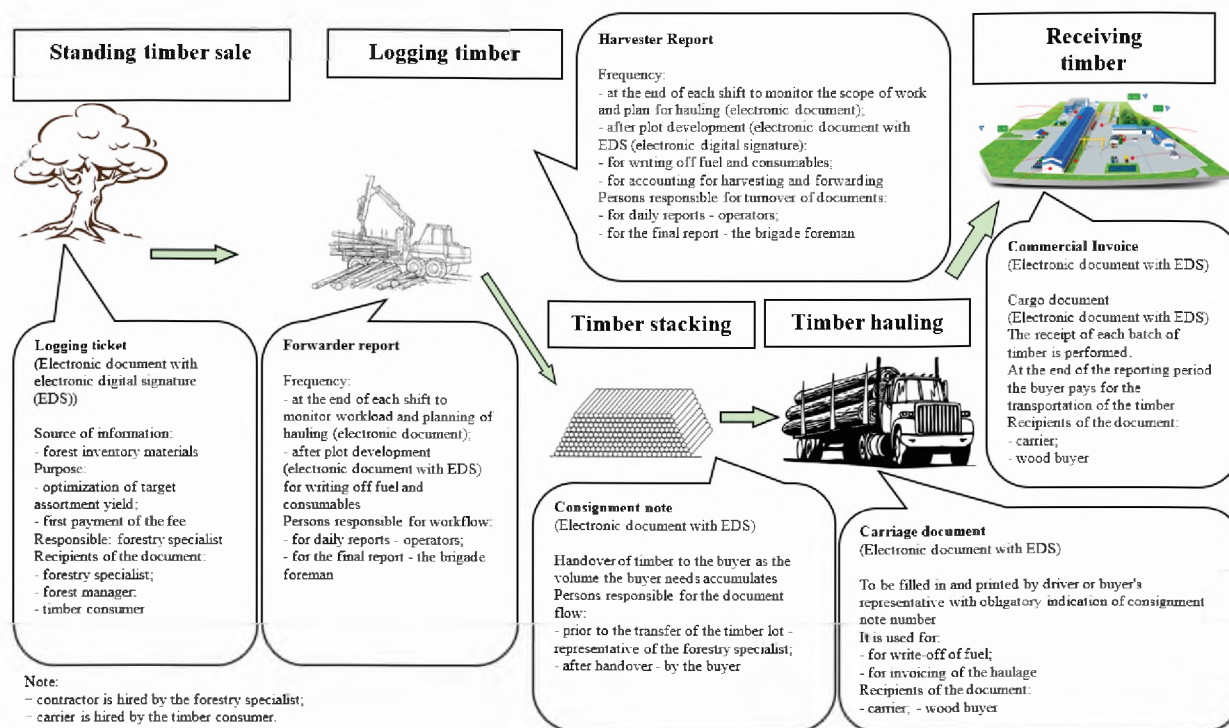 Standing timber sale
Logging timber
Harvester Report
Frequency:
- at the end of each shift to monitor the scope of work
and plan for hauling (electronic document);
- after plot development (electronic document with
EDS (electronic digital signature):
- for writing off fuel and consumables;
- for accounting for harvesting and forwarding
Persons responsible for turnover of documents:
- for daily reports - operators;
- for the final report - the brigade foreman
Receiving
timber
Logging ticket
(Electronic document with
electronic digital signature
(EDS))
Source of information:
- forest inventory materials
Purpose:
- optimization of target
assortment yield;
- first payment of the fee
Responsible: forestry specialist
Recipients of the document:
- forestry specialist;
- forest manager:
- timber consumer
Forwarder report
Frequency:
- at the end of each shift to
monitor workload and planning of
hauling (electronic document);
- after plot development
(electronic document with EDS)
for writing off fuel and
consumables
Persons responsible for workflow:
- for daily reports - operators;
- for the final report - the brigade
foreman
Timber stacking
Timber hauling
Commercial Invoice
(Electronic document with EDS)
Cargo document
(Electronic document with EDS)
The receipt of each batch of
timber is performed.
At the end of the reporting period
the buyer pays for the
transportation of the timber
Recipients of the document:
- carrier;
- wood buyer
Consignment note
(Electronic document with EDS)
Handover of timber to the buyer as the
volume the buyer needs accumulates
Persons responsible for the document
flow:
- prior to the transfer of the timber lot -
representative of the forestry specialist;
- after handover - by the buyer
Carriage document
(Electronic document with EDS)
To be filled in and printed by driver or buyer's
representative with obligatory indication of consignment
note number
It is used for:
- for write-off of fuel;
- for invoicing of the haulage
Recipients of the document:
- carrier; - wood buyer
Note:
– contractor is hired by the forestry specialist;
– carrier is hired by the timber consumer.